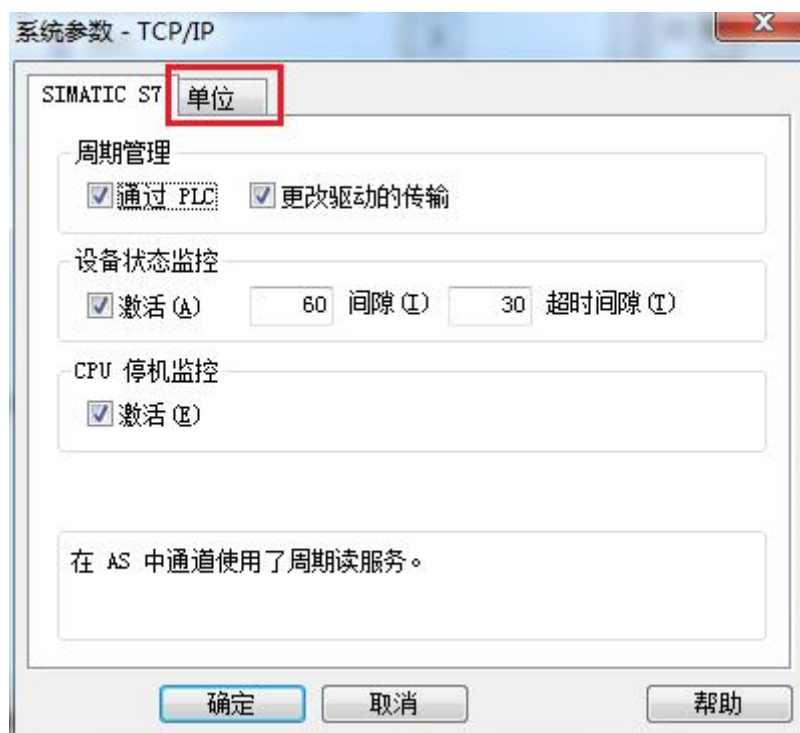 系统参数 - TCP/IP
SIMATIC S7 单位
周期管理
通过 PLC 更改驱动的传输
设备状态监控
激活(A) 60 间隙(I) 30 超时间隙(T)
CPU 停机监控
激活(E)
在 AS 中通道使用了周期读服务。
确定 取消 帮助